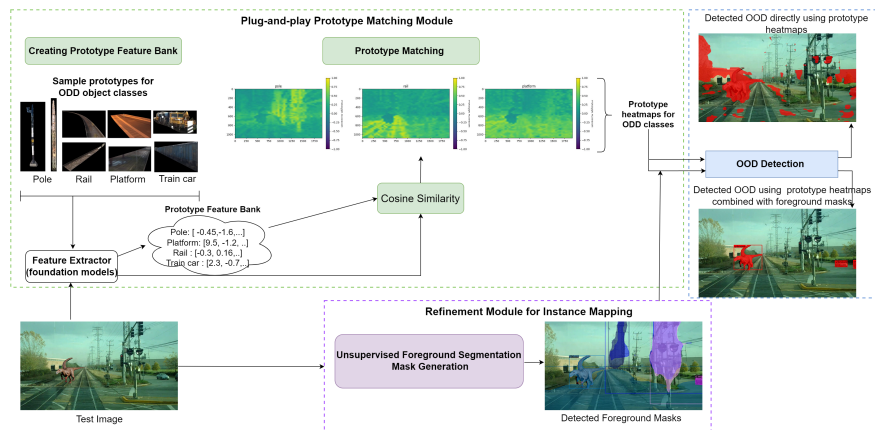 Plug-and-play Prototype Matching Module
Creating Prototype Feature Bank
Prototype Matching
Sample prototypes for
ODD object classes
Pole
Rail
Platform
Train car
pole
rail
platform
Prototype
heatmaps for
ODD classes
Cosine Similarity
Prototype Feature Bank
Pole: [ -0.45,-1.6,...]
Platform: [9.5, -1.2, ..]
Rail : [-0.3, 0.16,..]
Train car : [2.3, -0.7,..]
Feature Extractor
(foundation models)
Detected OOD directly using prototype
heatmaps
OOD Detection
Detected OOD using prototype heatmaps
combined with foreground masks
Refinement Module for Instance Mapping
Unsupervised Foreground Segmentation
Mask Generation
Test Image
Detected Foreground Masks